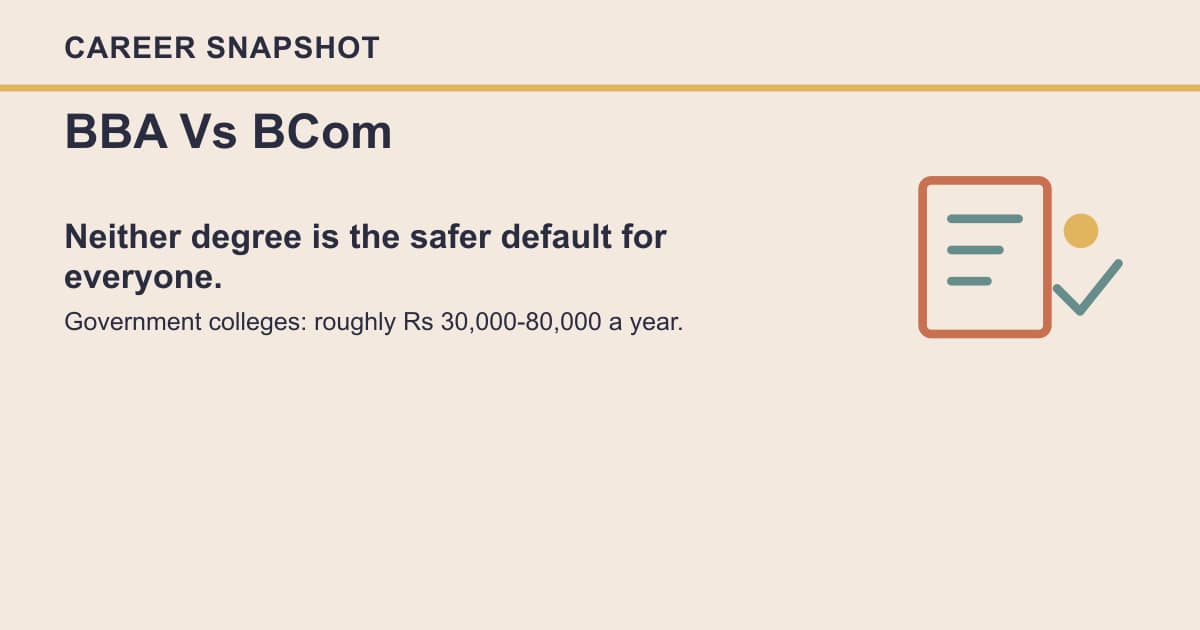 CAREER SNAPSHOT
BBA Vs BCom
Neither degree is the safer default for
everyone.
Government colleges: roughly Rs 30,000-80,000 a year.